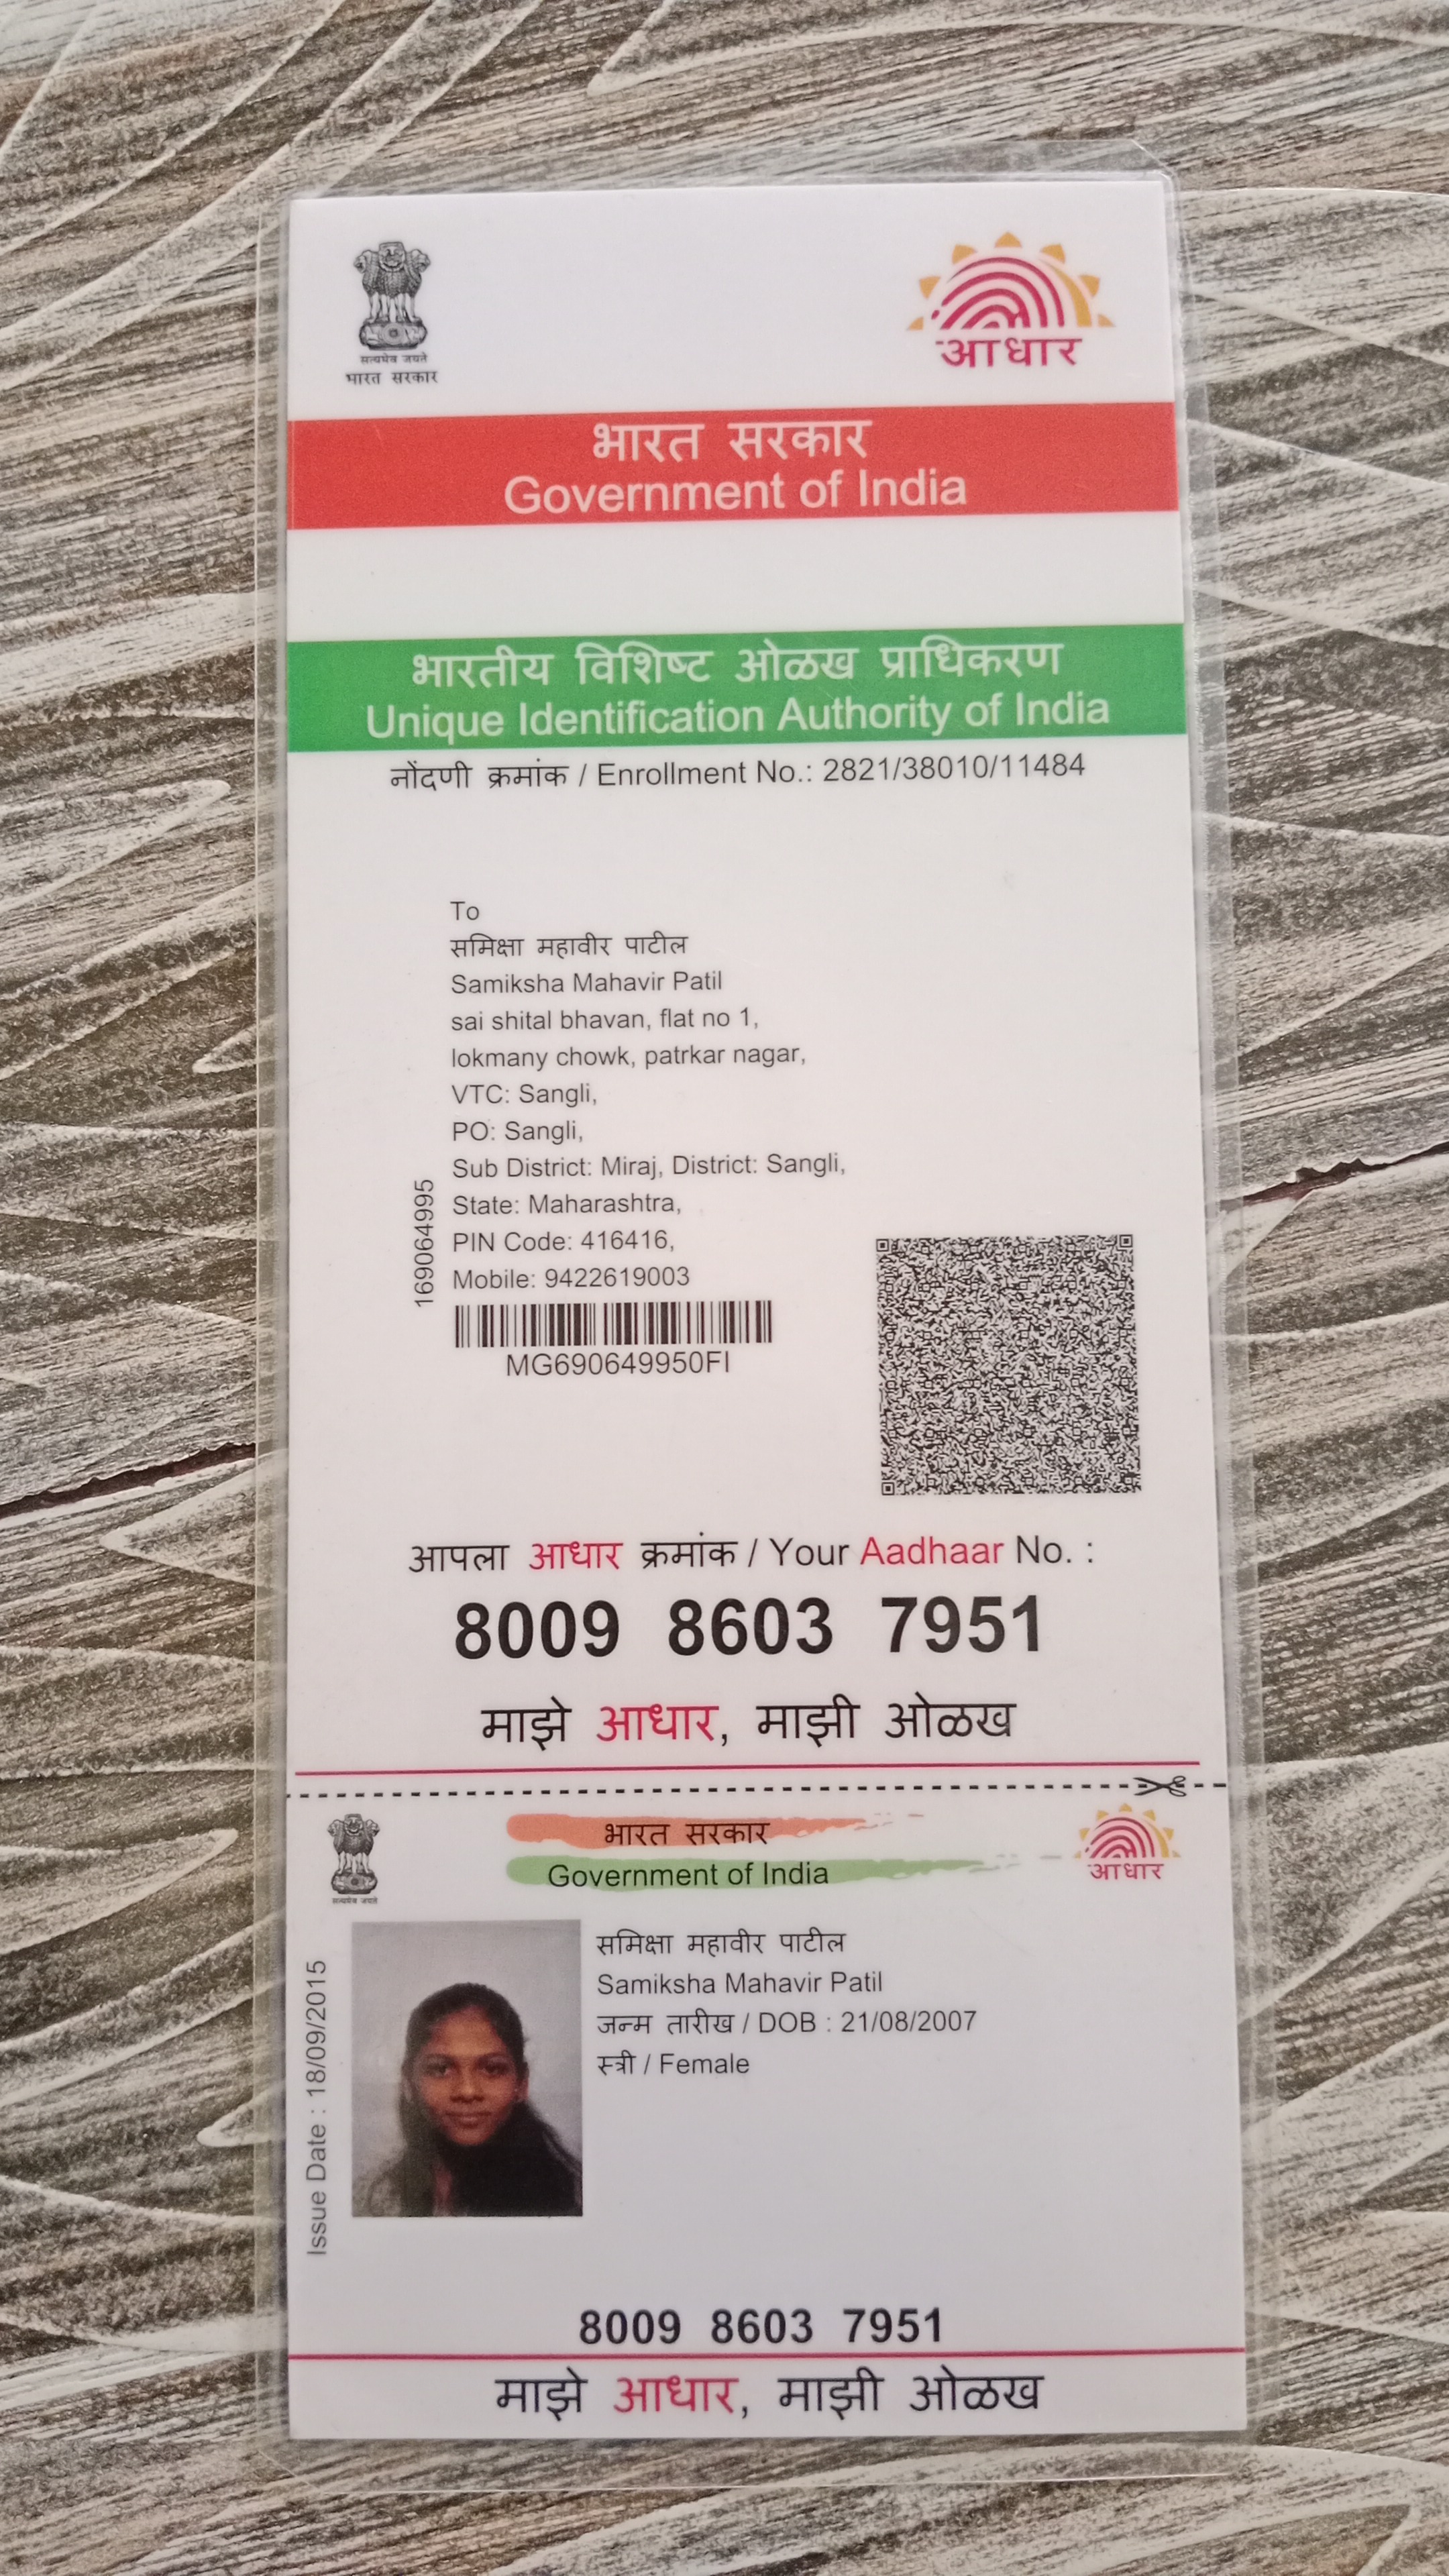 सत्यमेव जयते
भारत सरकार
आधार
भारत सरकार
Government of India
भारतीय विशिष्ट ओळख प्राधिकरण
Unique Identification Authority of India
नोंदणी क्रमांक / Enrollment No.: 2821/38010/11484
To
समिक्षा महावीर पाटील
Samiksha Mahavir Patil
sai shital bhavan, flat no 1,
lokmany chowk, patrkar nagar,
VTC: Sangli,
PO: Sangli,
Sub District: Miraj, District: Sangli,
State: Maharashtra,
PIN Code: 416416,
Mobile: 9422619003
169064995
MG690649950FI
आपला आधार क्रमांक / Your Aadhaar No. :
8009 8603 7951
माझे आधार, माझी ओळख
सत्यमेव जयते
भारत सरकार
Government of India
आधार
Issue Date : 18/09/2015
समिक्षा महावीर पाटील
Samiksha Mahavir Patil
जन्म तारीख / DOB : 21/08/2007
स्त्री / Female
8009 8603 7951
माझे आधार, माझी ओळख